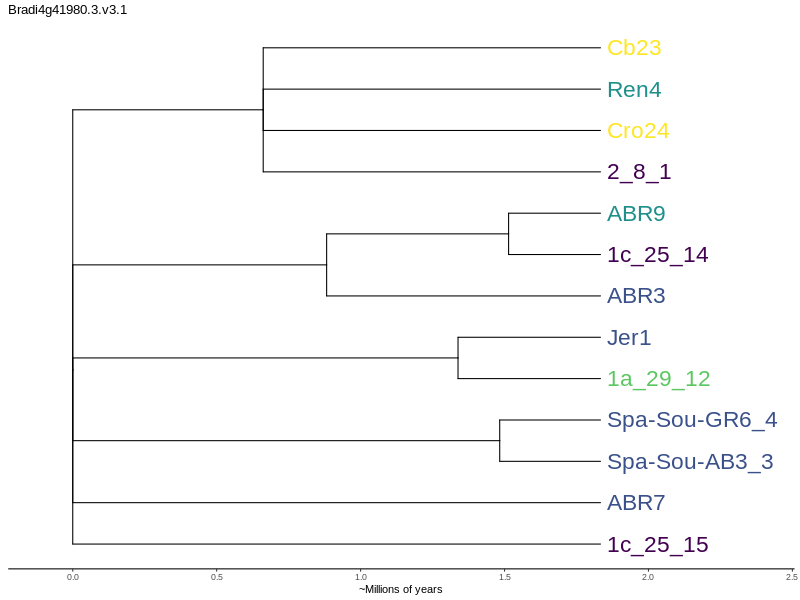 Bradi4g41980.3.v3.1
Cb23
Ren4
Cro24
2_8_1
ABR9
1c_25_14
ABR3
Jer1
1a_29_12
Spa-Sou-GR6_4
Spa-Sou-AB3_3
ABR7
1c_25_15
0.0 0.5 1.0 1.5 2.0 2.5
~Millions of years